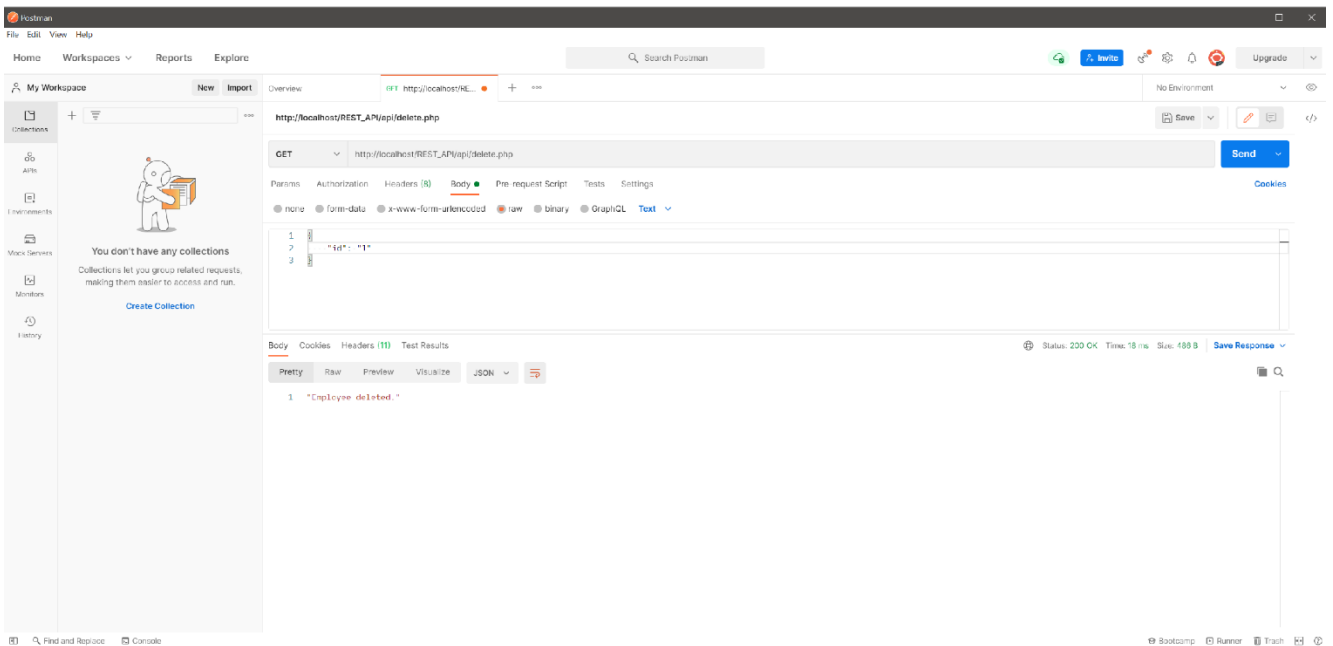 Postman
File Edit View Help
Home Workspaces Reports Explore
Search Postman
Invite
Upgrade
My Workspace New Import
Overview GET http://localhost/RE...
No Environment
Collections
http://localhost/REST_API/api/delete.php
Save
GET http://localhost/REST_API/api/delete.php
Send
APIs
Params Authorization Headers (8) Body Pre-request Script Tests Settings
Cookies
Environments
none form-data x-www-form-urlencoded raw binary GraphQL Text
1 {
2 "id": "1"
3 }
Mock Servers
Monitors
History
You don't have any collections
Collections let you group related requests,
making them easier to access and run.
Create Collection
Body Cookies Headers (11) Test Results
Status: 200 OK Time: 18 ms Size: 486 B Save Response
Pretty Raw Preview Visualize JSON
1 "Employee deleted."
Find and Replace Console
Bootcamp Runner Trash